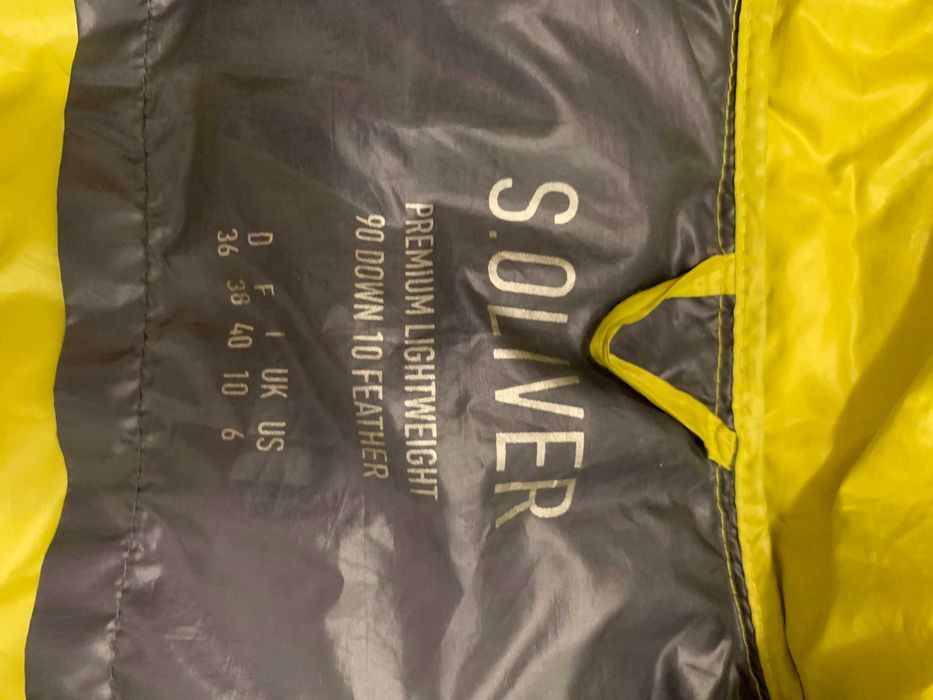 S.OLIVER
PREMIUM LIGHTWEIGHT
90 DOWN 10 FEATHER
D F I UK US
36 38 40 10 6